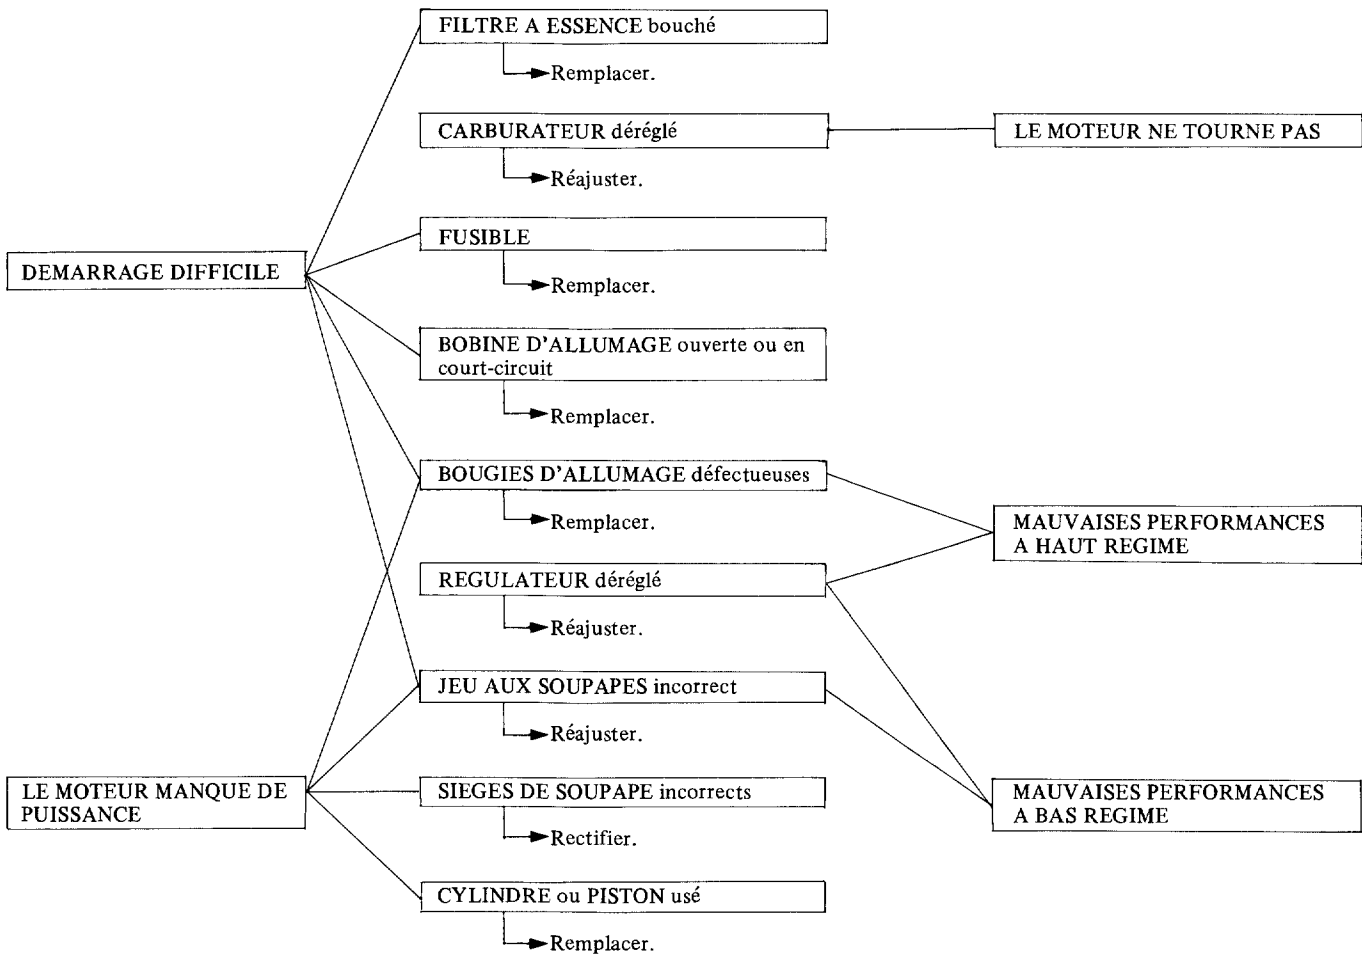 FILTRE A ESSENCE bouché
Remplacer.
CARBURATEUR déréglé
LE MOTEUR NE TOURNE PAS
Réajuster.
FUSIBLE
DEMARRAGE DIFFICILE
Remplacer.
BOBINE D'ALLUMAGE ouverte ou en
court-circuit
Remplacer.
BOUGIES D'ALLUMAGE défectueuses
Remplacer.
MAUVAISES PERFORMANCES
A HAUT REGIME
REGULATEUR déréglé
Réajuster.
JEU AUX SOUPAPES incorrect
Réajuster.
LE MOTEUR MANQUE DE
PUISSANCE
SIEGES DE SOUPAPE incorrects
MAUVAISES PERFORMANCES
A BAS REGIME
Rectifier.
CYLINDRE ou PISTON usé
Remplacer.